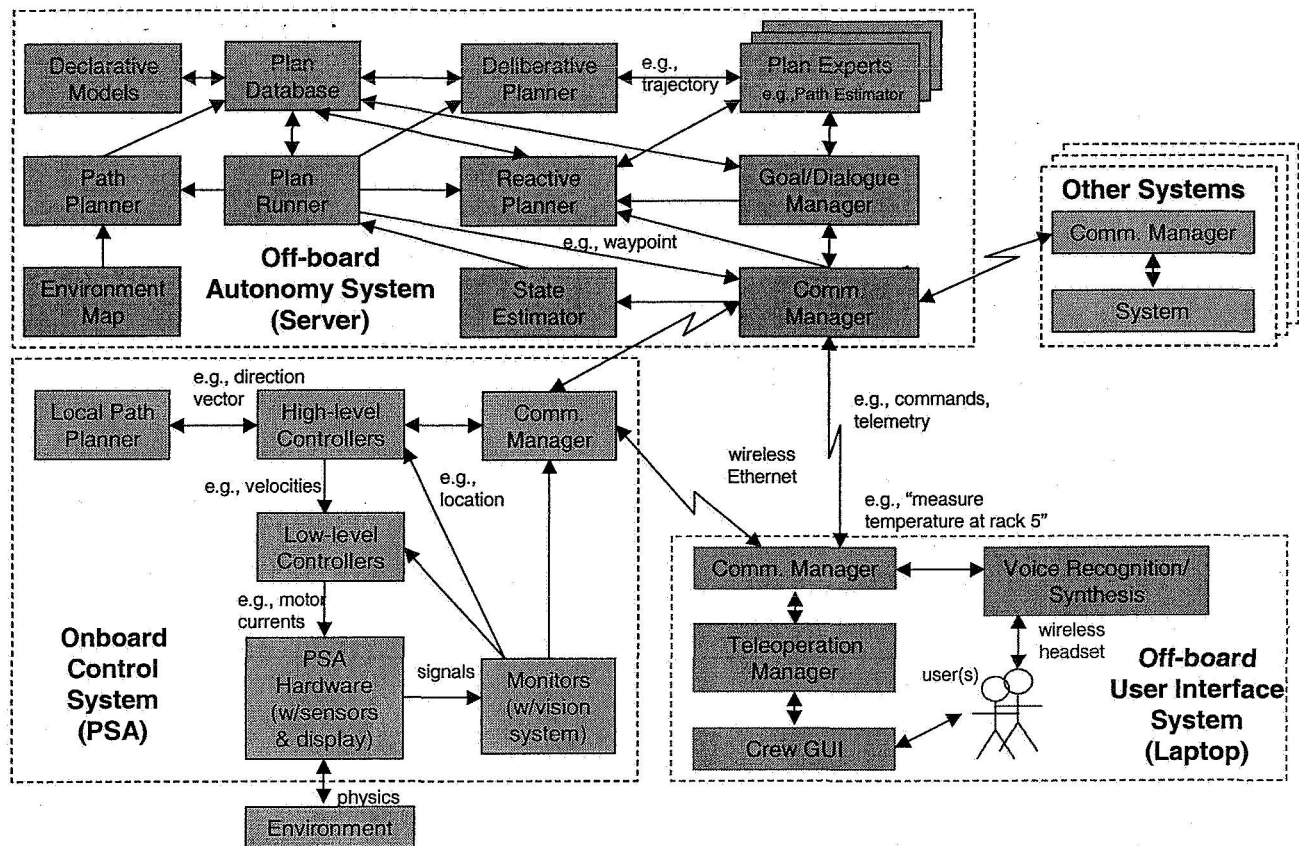 Declarative
Models
Plan
Database
Deliberative
Planner
e.g.,
trajectory
Plan Experts
e.g.,Path Estimator
Path
Planner
Plan
Runner
Reactive
Planner
Goal/Dialogue
Manager
e.g., waypoint
Environment
Map
Off-board
Autonomy System
(Server)
State
Estimator
Comm.
Manager
Other Systems
Comm. Manager
System
Local Path
Planner
e.g., direction
vector
High-level
Controllers
Comm.
Manager
e.g., commands,
telemetry
wireless
Ethernet
e.g., velocities
e.g.,
location
Low-level
Controllers
e.g., "measure
temperature at rack 5"
e.g., motor
currents
Onboard
Control
System
(PSA)
PSA
Hardware
(w/sensors
& display)
signals
Monitors
(w/vision
system)
physics
Environment
Comm. Manager
Voice Recognition/
Synthesis
Teleoperation
Manager
wireless
headset
user(s)
Crew GUI
Off-board
User Interface
System
(Laptop)